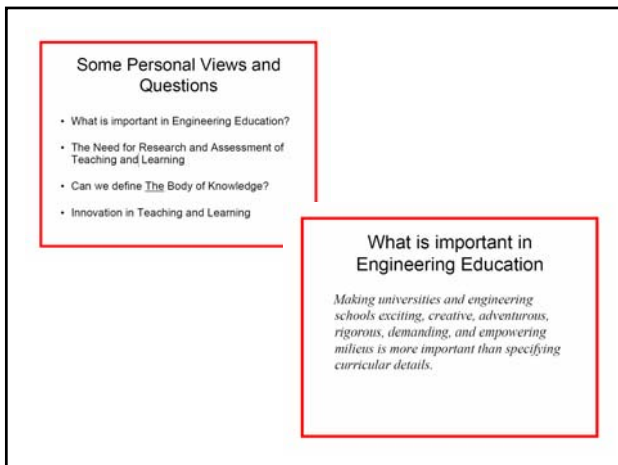 Some Personal Views and
Questions
• What is important in Engineering Education?
• The Need for Research and Assessment of
Teaching and Learning
• Can we define The Body of Knowledge?
• Innovation in Teaching and Learning
What is important in
Engineering Education
Making universities and engineering
schools exciting, creative, adventurous,
rigorous, demanding, and empowering
milieus is more important than specifying
curricular details.